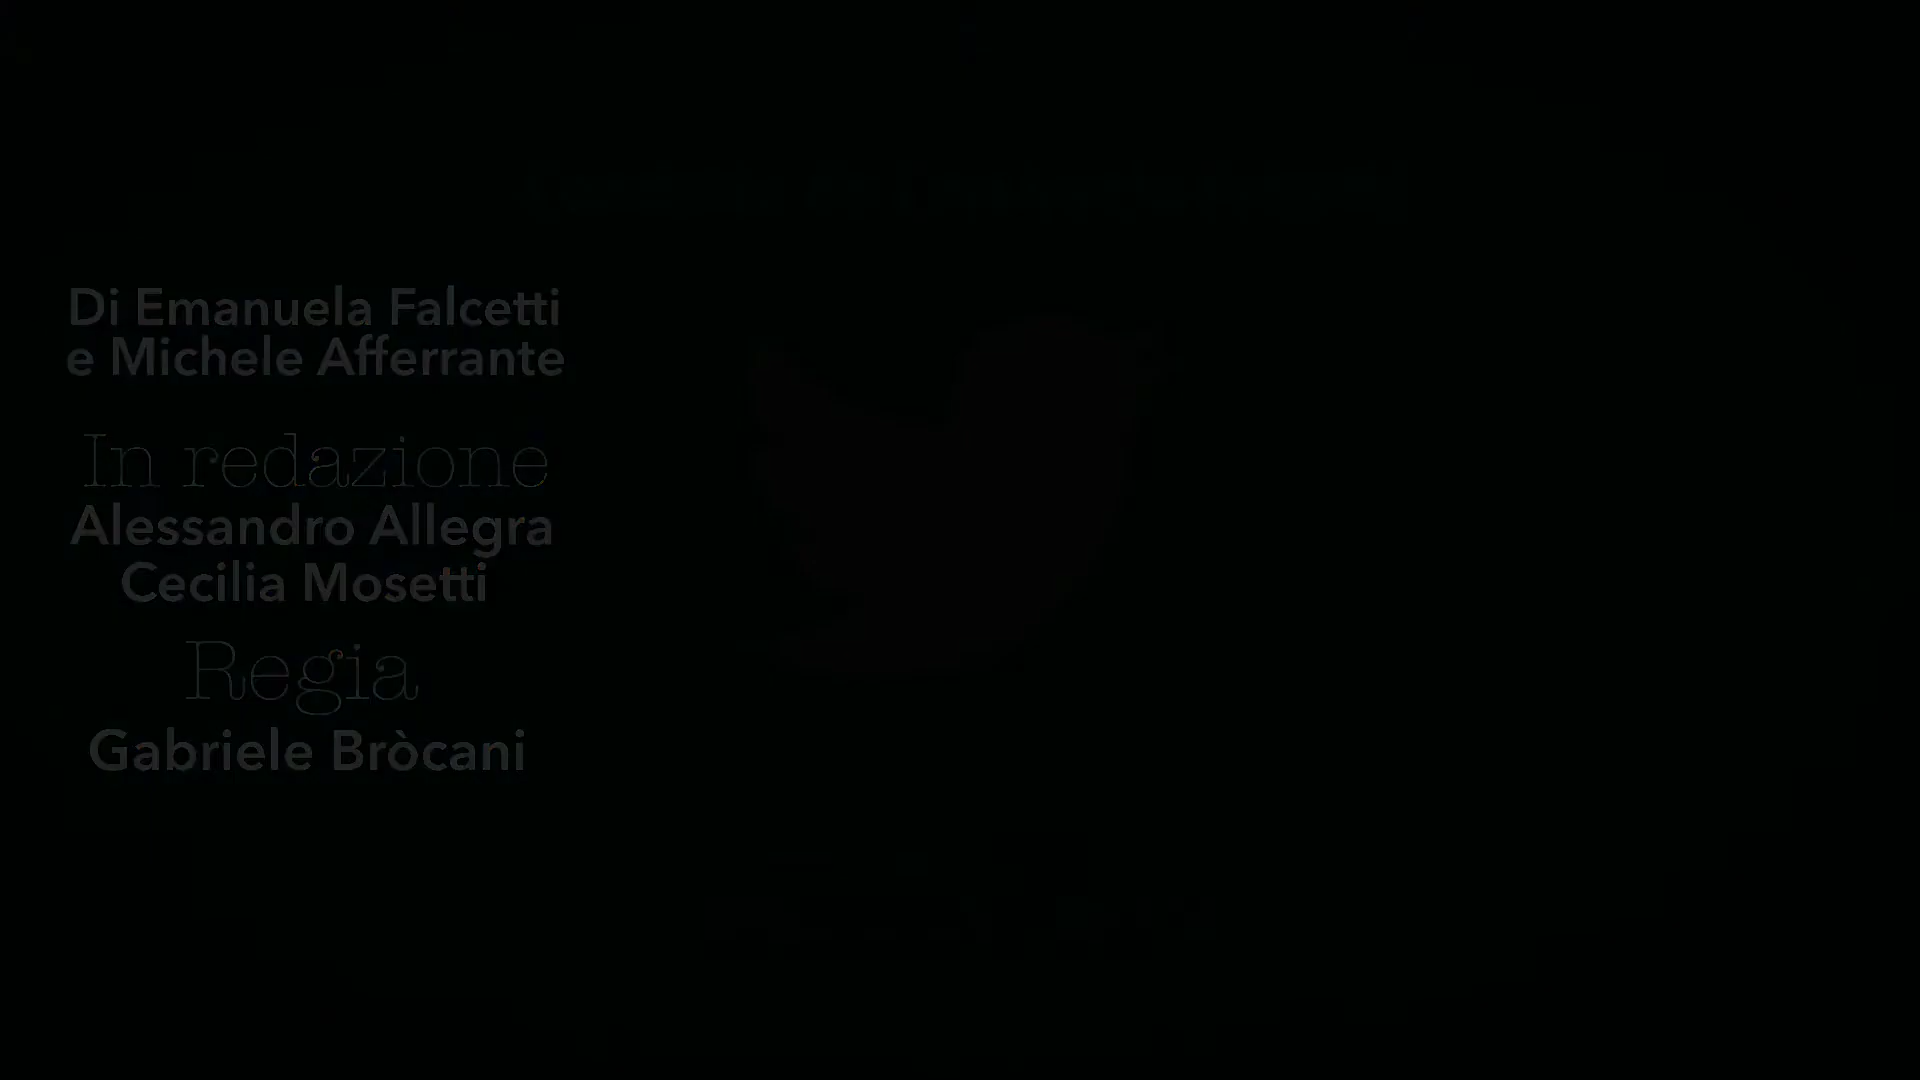 Di Emanuela Falcetti
e Michele Afferrante
In redazione
Alessandro Allegra
Cecilia Mosetti
Regia
Gabriele Bròcani